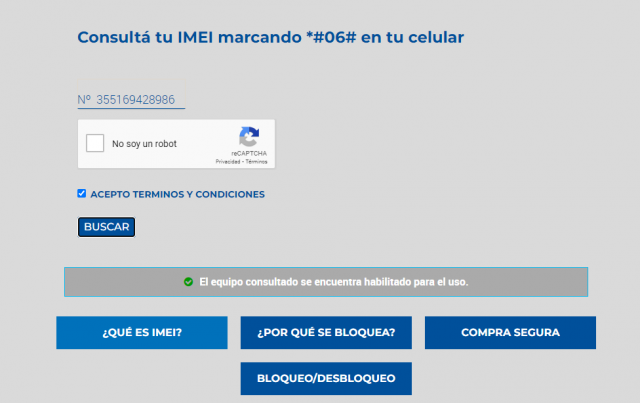 Consultá tu IMEI marcando *#06# en tu celular
Nº 355169428986
No soy un robot
reCAPTCHA
Privacidad - Términos
ACEPTO TERMINOS Y CONDICIONES
BUSCAR
El equipo consultado se encuentra habilitado para el uso.
¿QUÉ ES IMEI?
¿POR QUÉ SE BLOQUEA?
COMPRA SEGURA
BLOQUEO/DESBLOQUEO